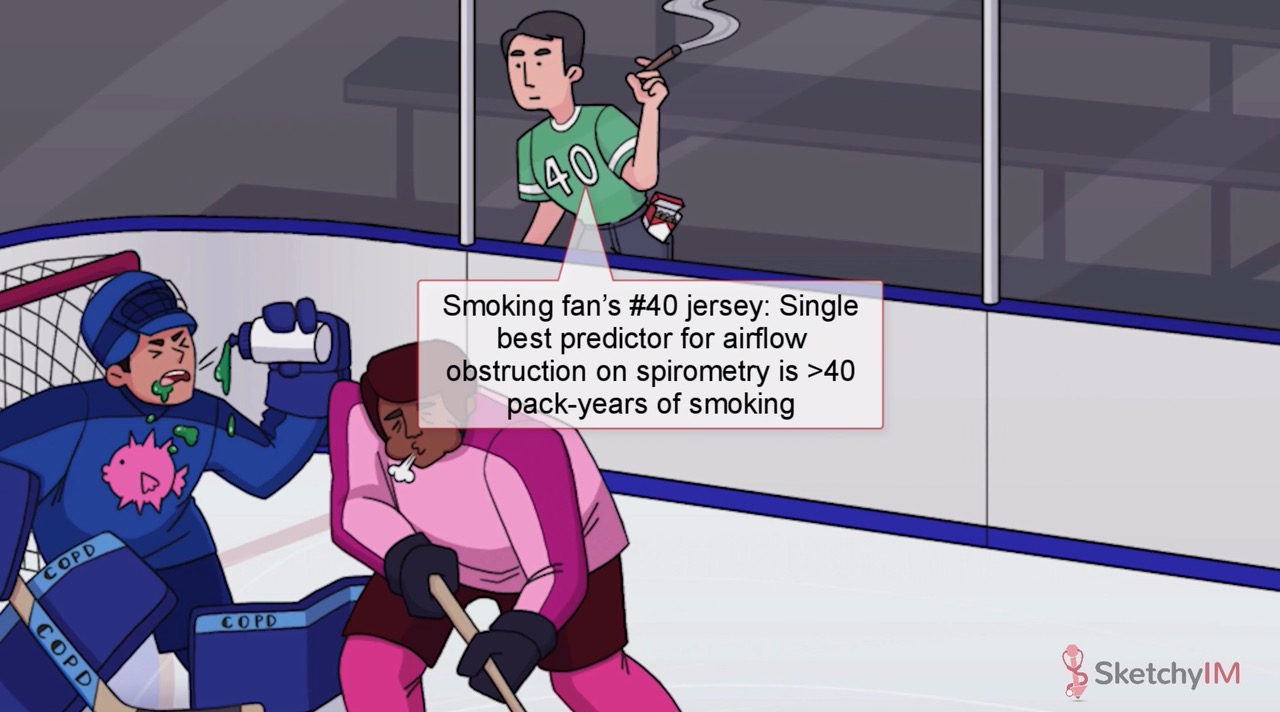 40
Smoking fan’s #40 jersey: Single
best predictor for airflow
obstruction on spirometry is >40
pack-years of smoking
COPD
COPD
COPD
SketchyIM